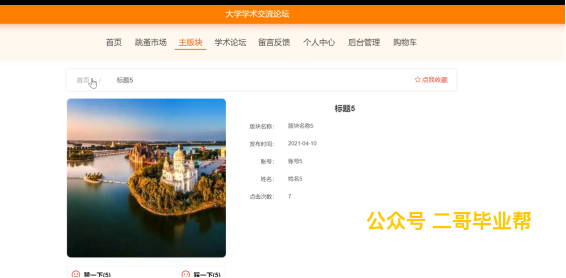 大学学术交流论坛
首页 跳蚤市场 主版块 学术论坛 留言反馈 个人中心 后台管理 购物车
首页 标题5 点我收藏
标题5
版块名称： 版块名称5
发布时间： 2021-04-10
账号： 账号5
姓名： 姓名5
点击次数： 7
公众号 二哥毕业帮
赞一下(5) 踩一下(5)